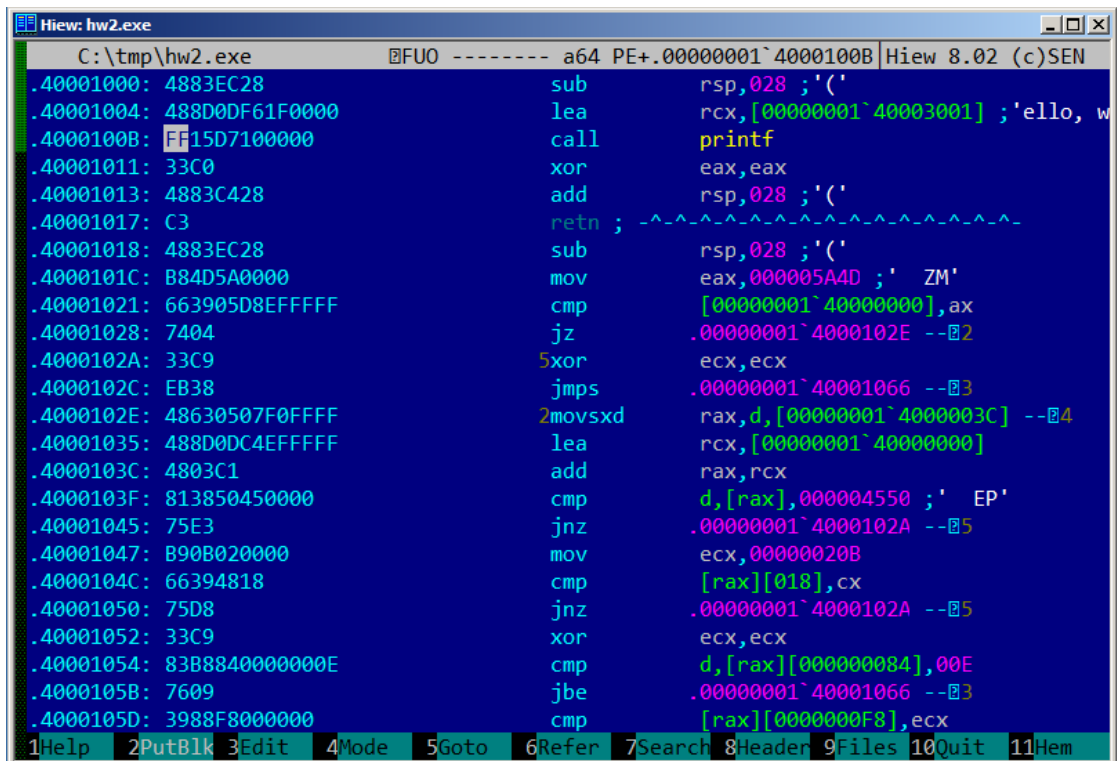 Hiew: hw2.exe
C:\tmp\hw2.exe FUO -------- a64 PE+.00000001`4000100B Hiew 8.02 (c)SEN
.40001000: 4883EC28 sub rsp,028 ;'('
.40001004: 488D0DF61F0000 lea rcx,[00000001`40003001] ;'ello, w
.4000100B: FF15D7100000 call printf
.40001011: 33C0 xor eax,eax
.40001013: 4883C428 add rsp,028 ;'('
.40001017: C3 retn ; -^-^-^-^-^-^-^-^-^-^-^-^-^-^-^-
.40001018: 4883EC28 sub rsp,028 ;'('
.4000101C: B84D5A0000 mov eax,000005A4D ;' ZM'
.40001021: 663905D8EFFFFF cmp [00000001`40000000],ax
.40001028: 7404 jz .00000001`4000102E --2
.4000102A: 33C9 5xor ecx,ecx
.4000102C: EB38 jmps .00000001`40001066 --3
.4000102E: 48630507F0FFFF 2movsxd rax,d,[00000001`4000003C] --4
.40001035: 488D0DC4EFFFFF lea rcx,[00000001`40000000]
.4000103C: 4803C1 add rax,rcx
.4000103F: 813850450000 cmp d,[rax],000004550 ;' EP'
.40001045: 75E3 jnz .00000001`4000102A --5
.40001047: B90B020000 mov ecx,00000020B
.4000104C: 66394818 cmp [rax][018],cx
.40001050: 75D8 jnz .00000001`4000102A --5
.40001052: 33C9 xor ecx,ecx
.40001054: 83B8840000000E cmp d,[rax][000000084],00E
.4000105B: 7609 jbe .00000001`40001066 --3
.4000105D: 3988F8000000 cmp [rax][0000000F8],ecx
1Help 2PutBlk 3Edit 4Mode 5Goto 6Refer 7Search 8Header 9Files 10Quit 11Hem